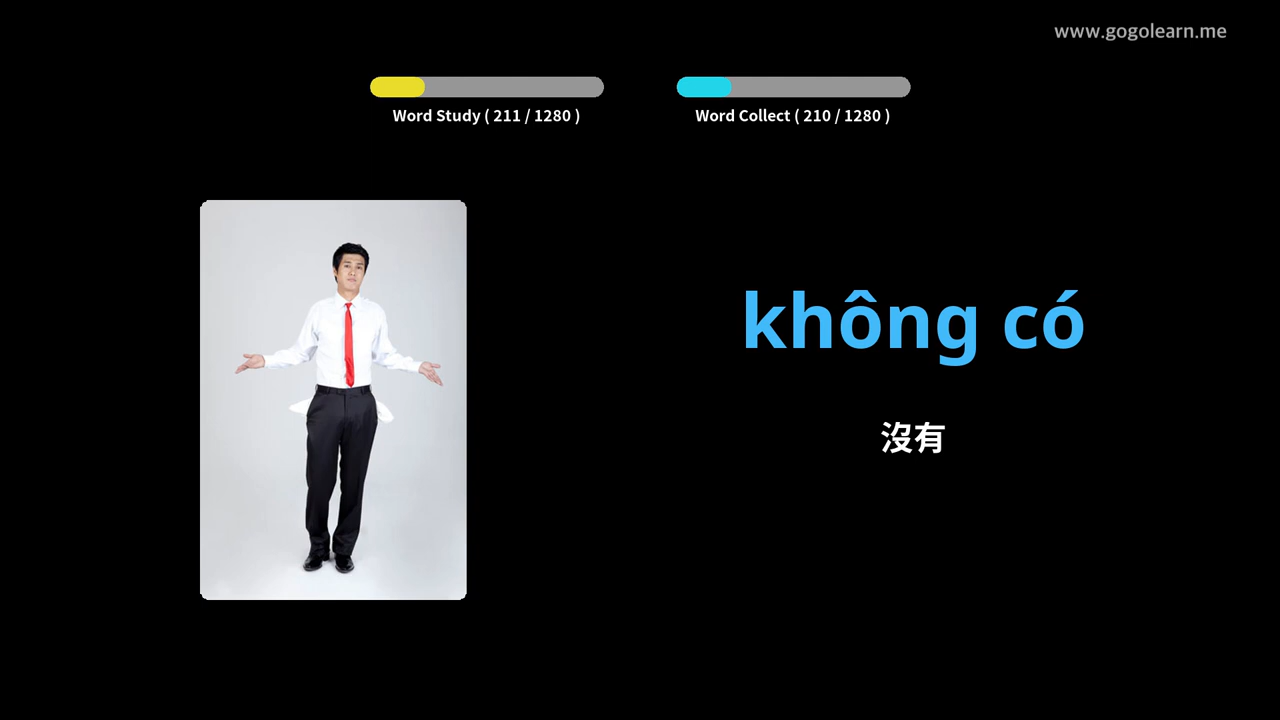 www.gogolearn.me
Word Study ( 211 / 1280 )
Word Collect ( 210 / 1280 )
không có
沒有